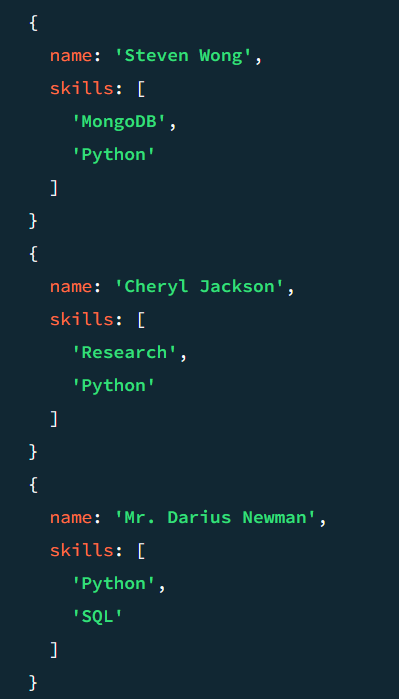 {
  name: 'Steven Wong',
  skills: [
    'MongoDB',
    'Python'
  ]
}
{
  name: 'Cheryl Jackson',
  skills: [
    'Research',
    'Python'
  ]
}
{
  name: 'Mr. Darius Newman',
  skills: [
    'Python',
    'SQL'
  ]
}